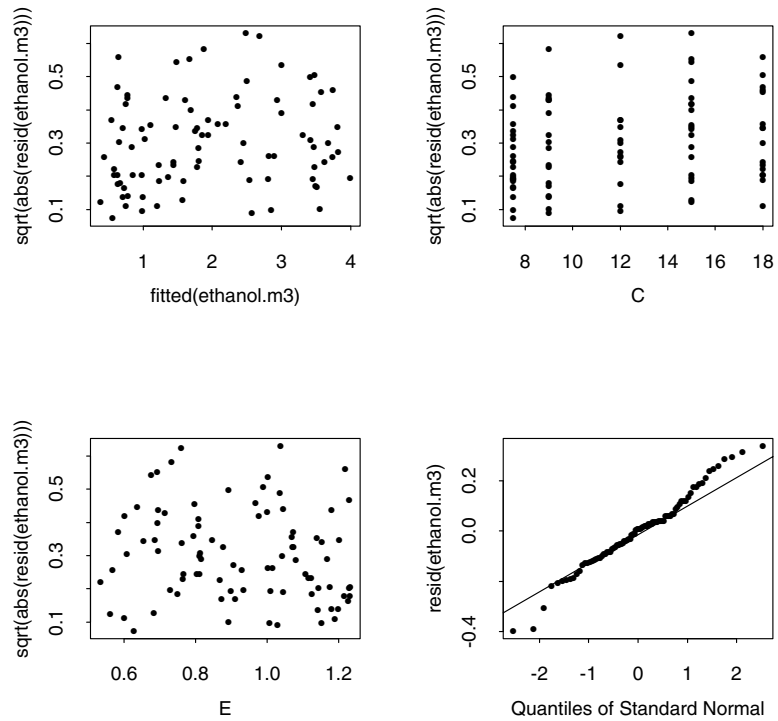 sqrt(abs(resid(ethanol.m3)))
0.5
0.3
0.1
1 2 3 4
fitted(ethanol.m3)
sqrt(abs(resid(ethanol.m3)))
0.5
0.3
0.1
8 10 12 14 16 18
C
sqrt(abs(resid(ethanol.m3)))
0.5
0.3
0.1
0.6 0.8 1.0 1.2
E
resid(ethanol.m3)
0.2
0.0
-0.4
-2 -1 0 1 2
Quantiles of Standard Normal